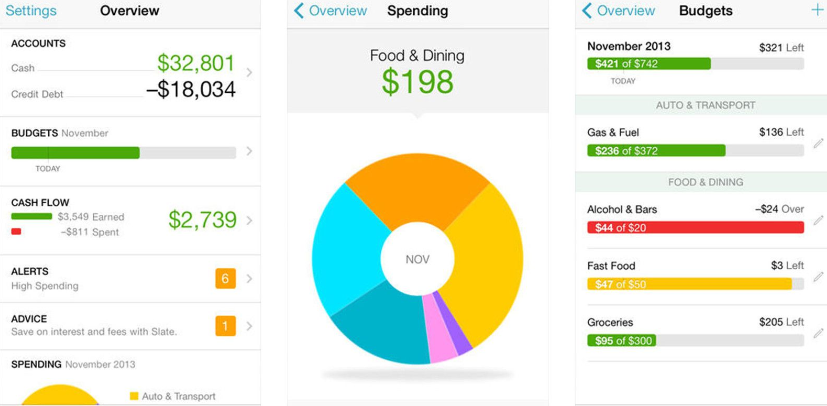 Settings
Overview
ACCOUNTS
Cash $32,801
Credit Debt –$18,034
BUDGETS November
TODAY
CASH FLOW
$3,549 Earned
–$811 Spent
$2,739
ALERTS
High Spending
6
ADVICE
Save on interest and fees with Slate.
1
SPENDING November 2013
Auto & Transport
Overview
Spending
Food & Dining
$198
NOV
Overview
Budgets
+
November 2013 $321 Left
$421 of $742
TODAY
AUTO & TRANSPORT
Gas & Fuel $136 Left
$236 of $372
FOOD & DINING
Alcohol & Bars –$24 Over
$44 of $20
Fast Food $3 Left
$47 of $50
Groceries $205 Left
$95 of $300